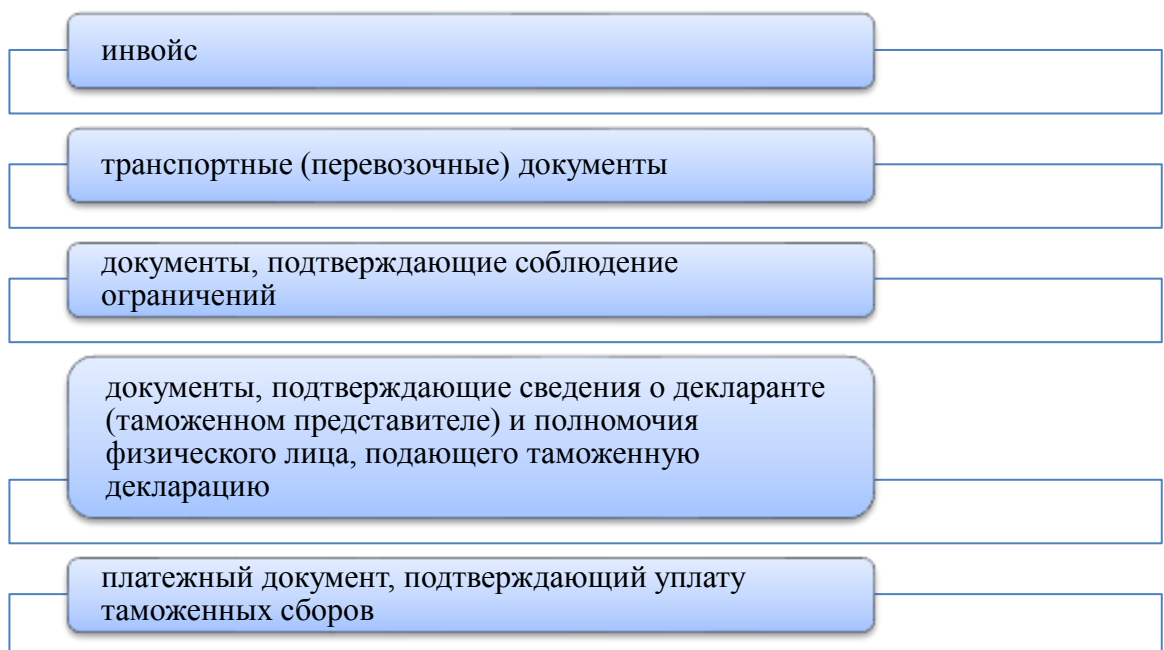 инвойс
транспортные (перевозочные) документы
документы, подтверждающие соблюдение
ограничений
документы, подтверждающие сведения о декларанте
(таможенном представителе) и полномочия
физического лица, подающего таможенную
декларацию
платежный документ, подтверждающий уплату
таможенных сборов